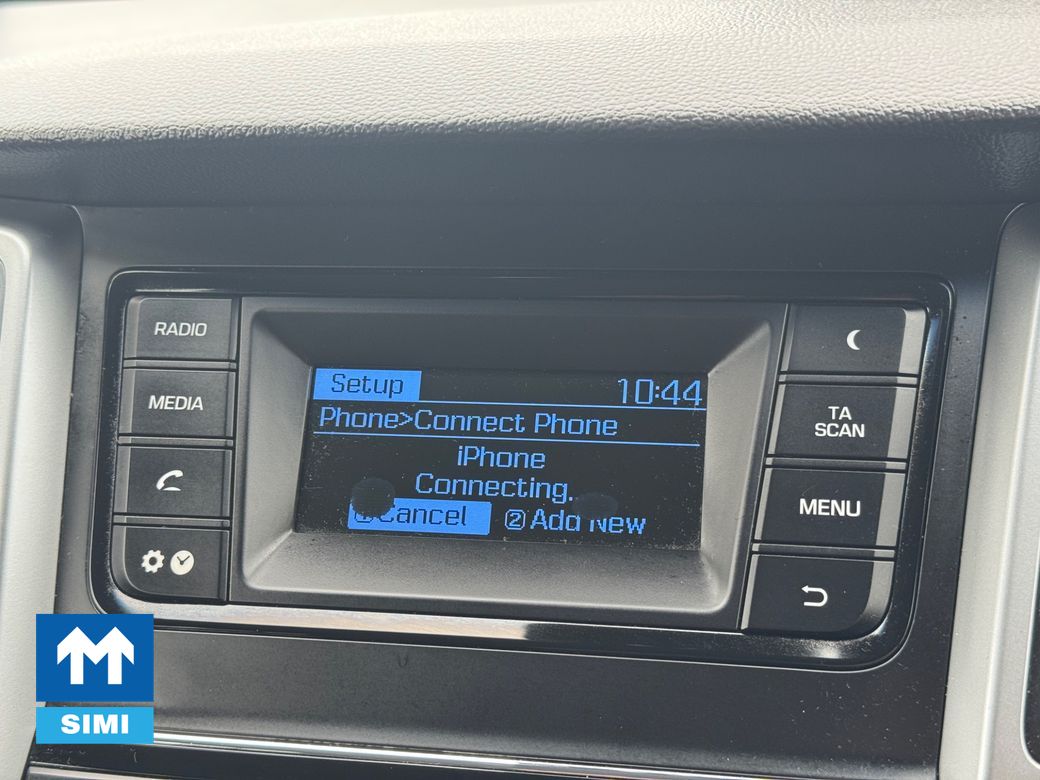 RADIO
MEDIA
Setup 10:44
Phone>Connect Phone
iPhone
Connecting.
Cancel ② Add New
TA
SCAN
MENU
SIMI